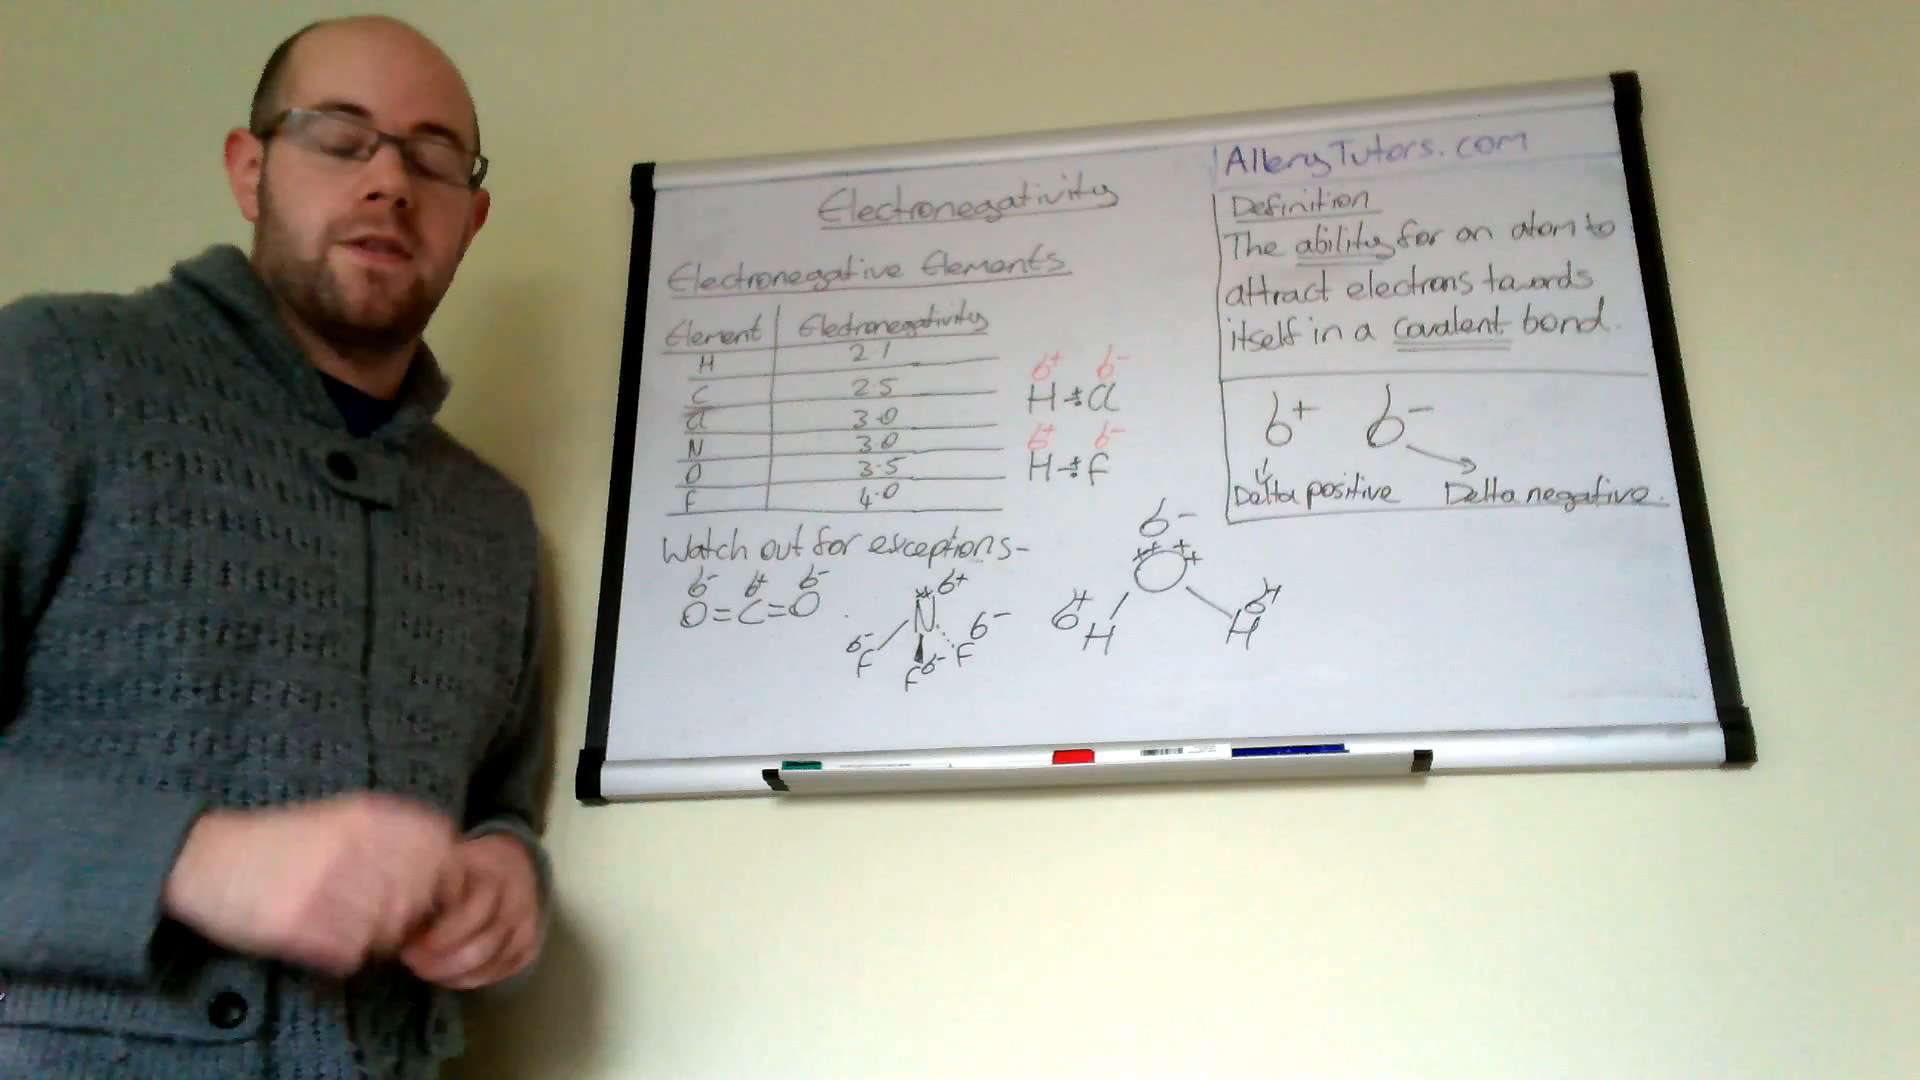 Electronegativity
Electronegative Elements
Element Electronegativity
H 2.1
C 2.5
Cl 3.0
N 3.0
O 3.5
F 4.0
δ+ δ-
H Cl
δ+ δ-
H F
Watch out for exceptions-
δ- δ+ δ-
O=C=O
N δ+
δ- F
F δ-
F δ-
δ-
O
δ+ H
δ+ H
AlleryTutors.com
Definition
The ability for an atom to
attract electrons towards
itself in a covalent bond.
δ+ δ-
Delta positive Delta negative.